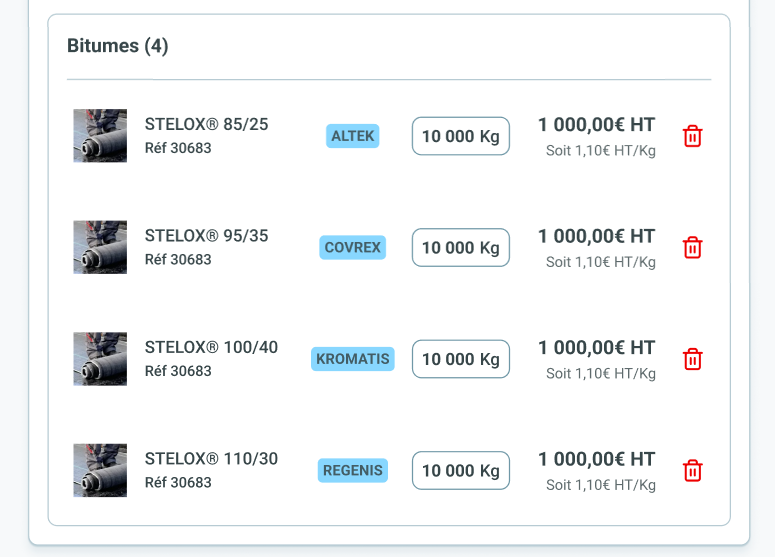 Bitumes (4)
STELOX® 85/25
Réf 30683
ALTEK
10 000 Kg
1 000,00€ HT
Soit 1,10€ HT/Kg
STELOX® 95/35
Réf 30683
COVREX
10 000 Kg
1 000,00€ HT
Soit 1,10€ HT/Kg
STELOX® 100/40
Réf 30683
KROMATIS
10 000 Kg
1 000,00€ HT
Soit 1,10€ HT/Kg
STELOX® 110/30
Réf 30683
REGENIS
10 000 Kg
1 000,00€ HT
Soit 1,10€ HT/Kg